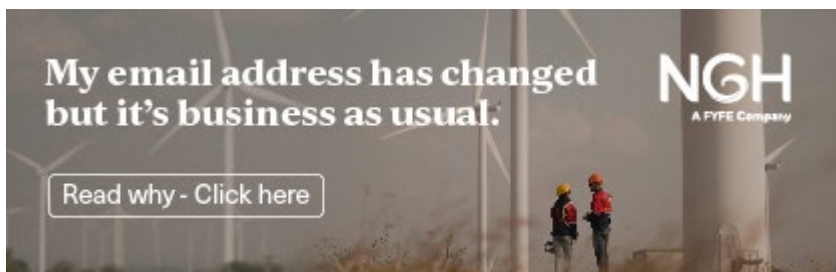 My email address has changed
but it's business as usual.
NGH
A FYFE Company
Read why - Click here